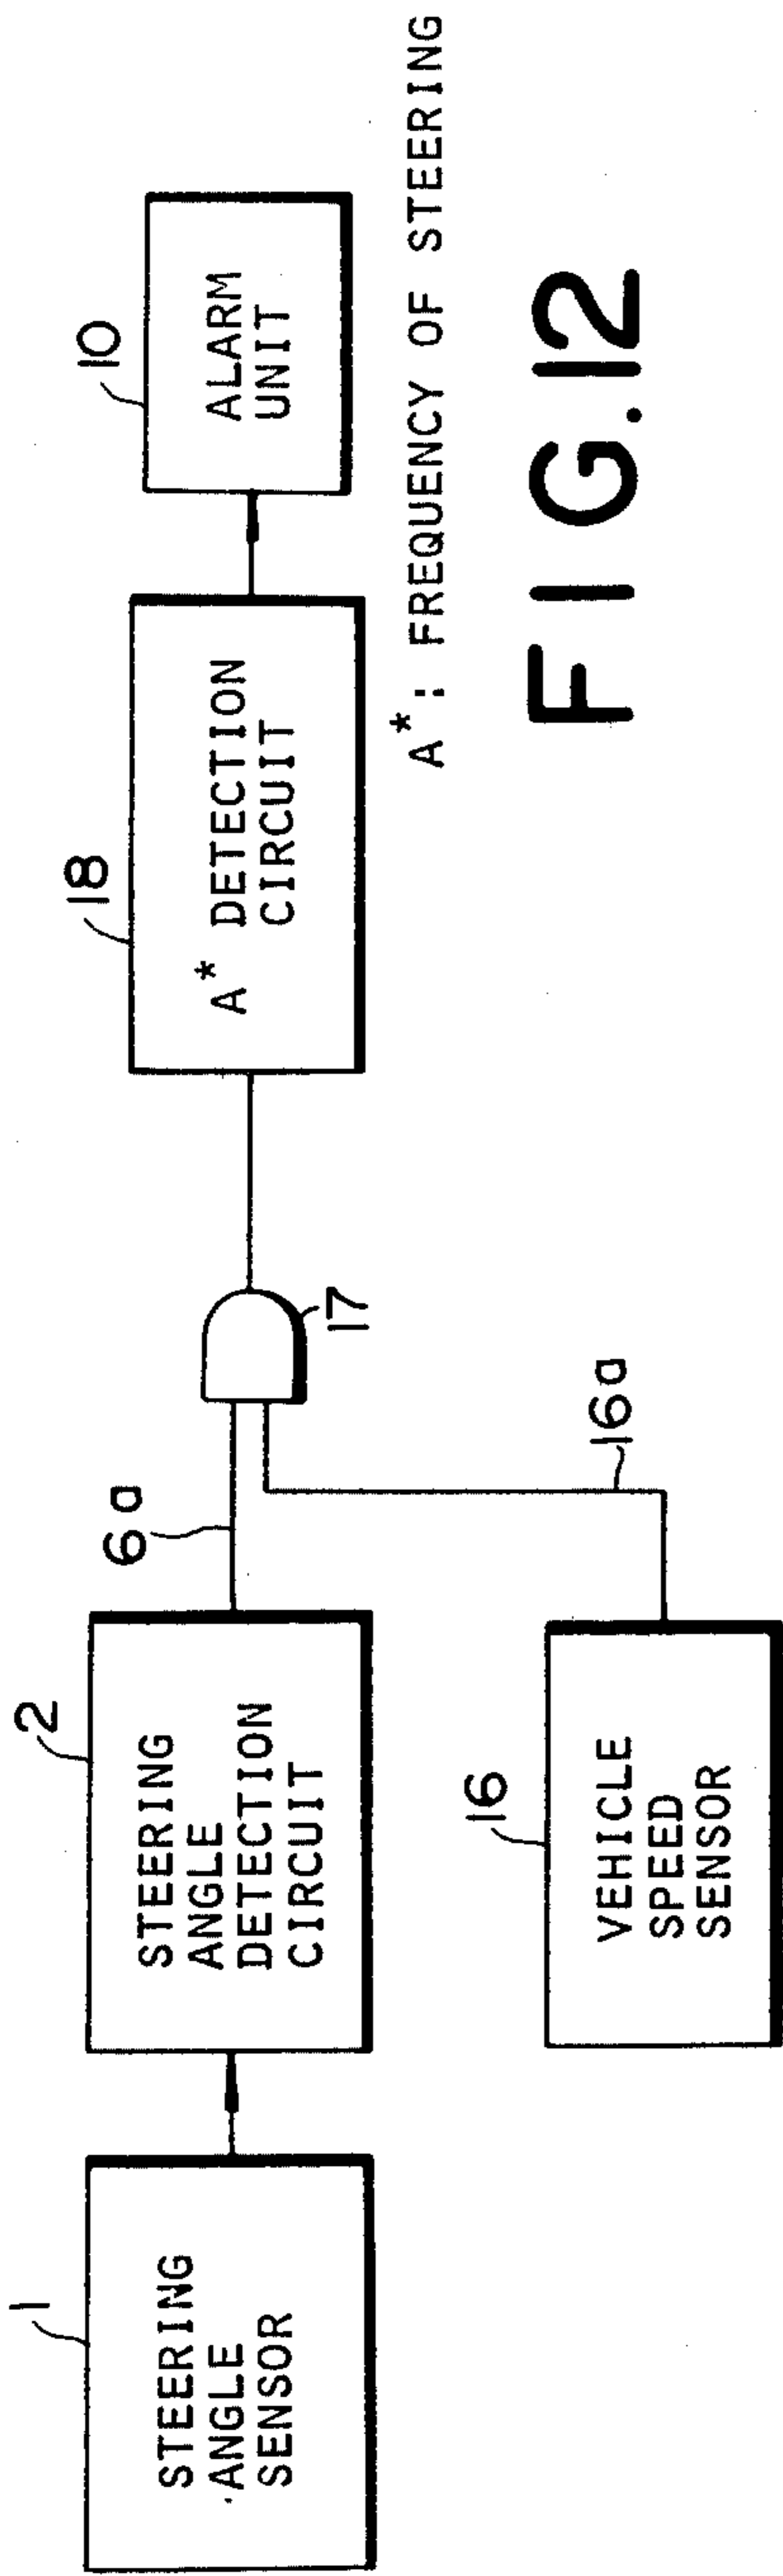 1
STEERING
ANGLE
SENSOR
2
STEERING
ANGLE
DETECTION
CIRCUIT
6a
16
VEHICLE
SPEED
SENSOR
16a
17
18
A* DETECTION
CIRCUIT
10
ALARM
UNIT
A*: FREQUENCY OF STEERING
FIG.12